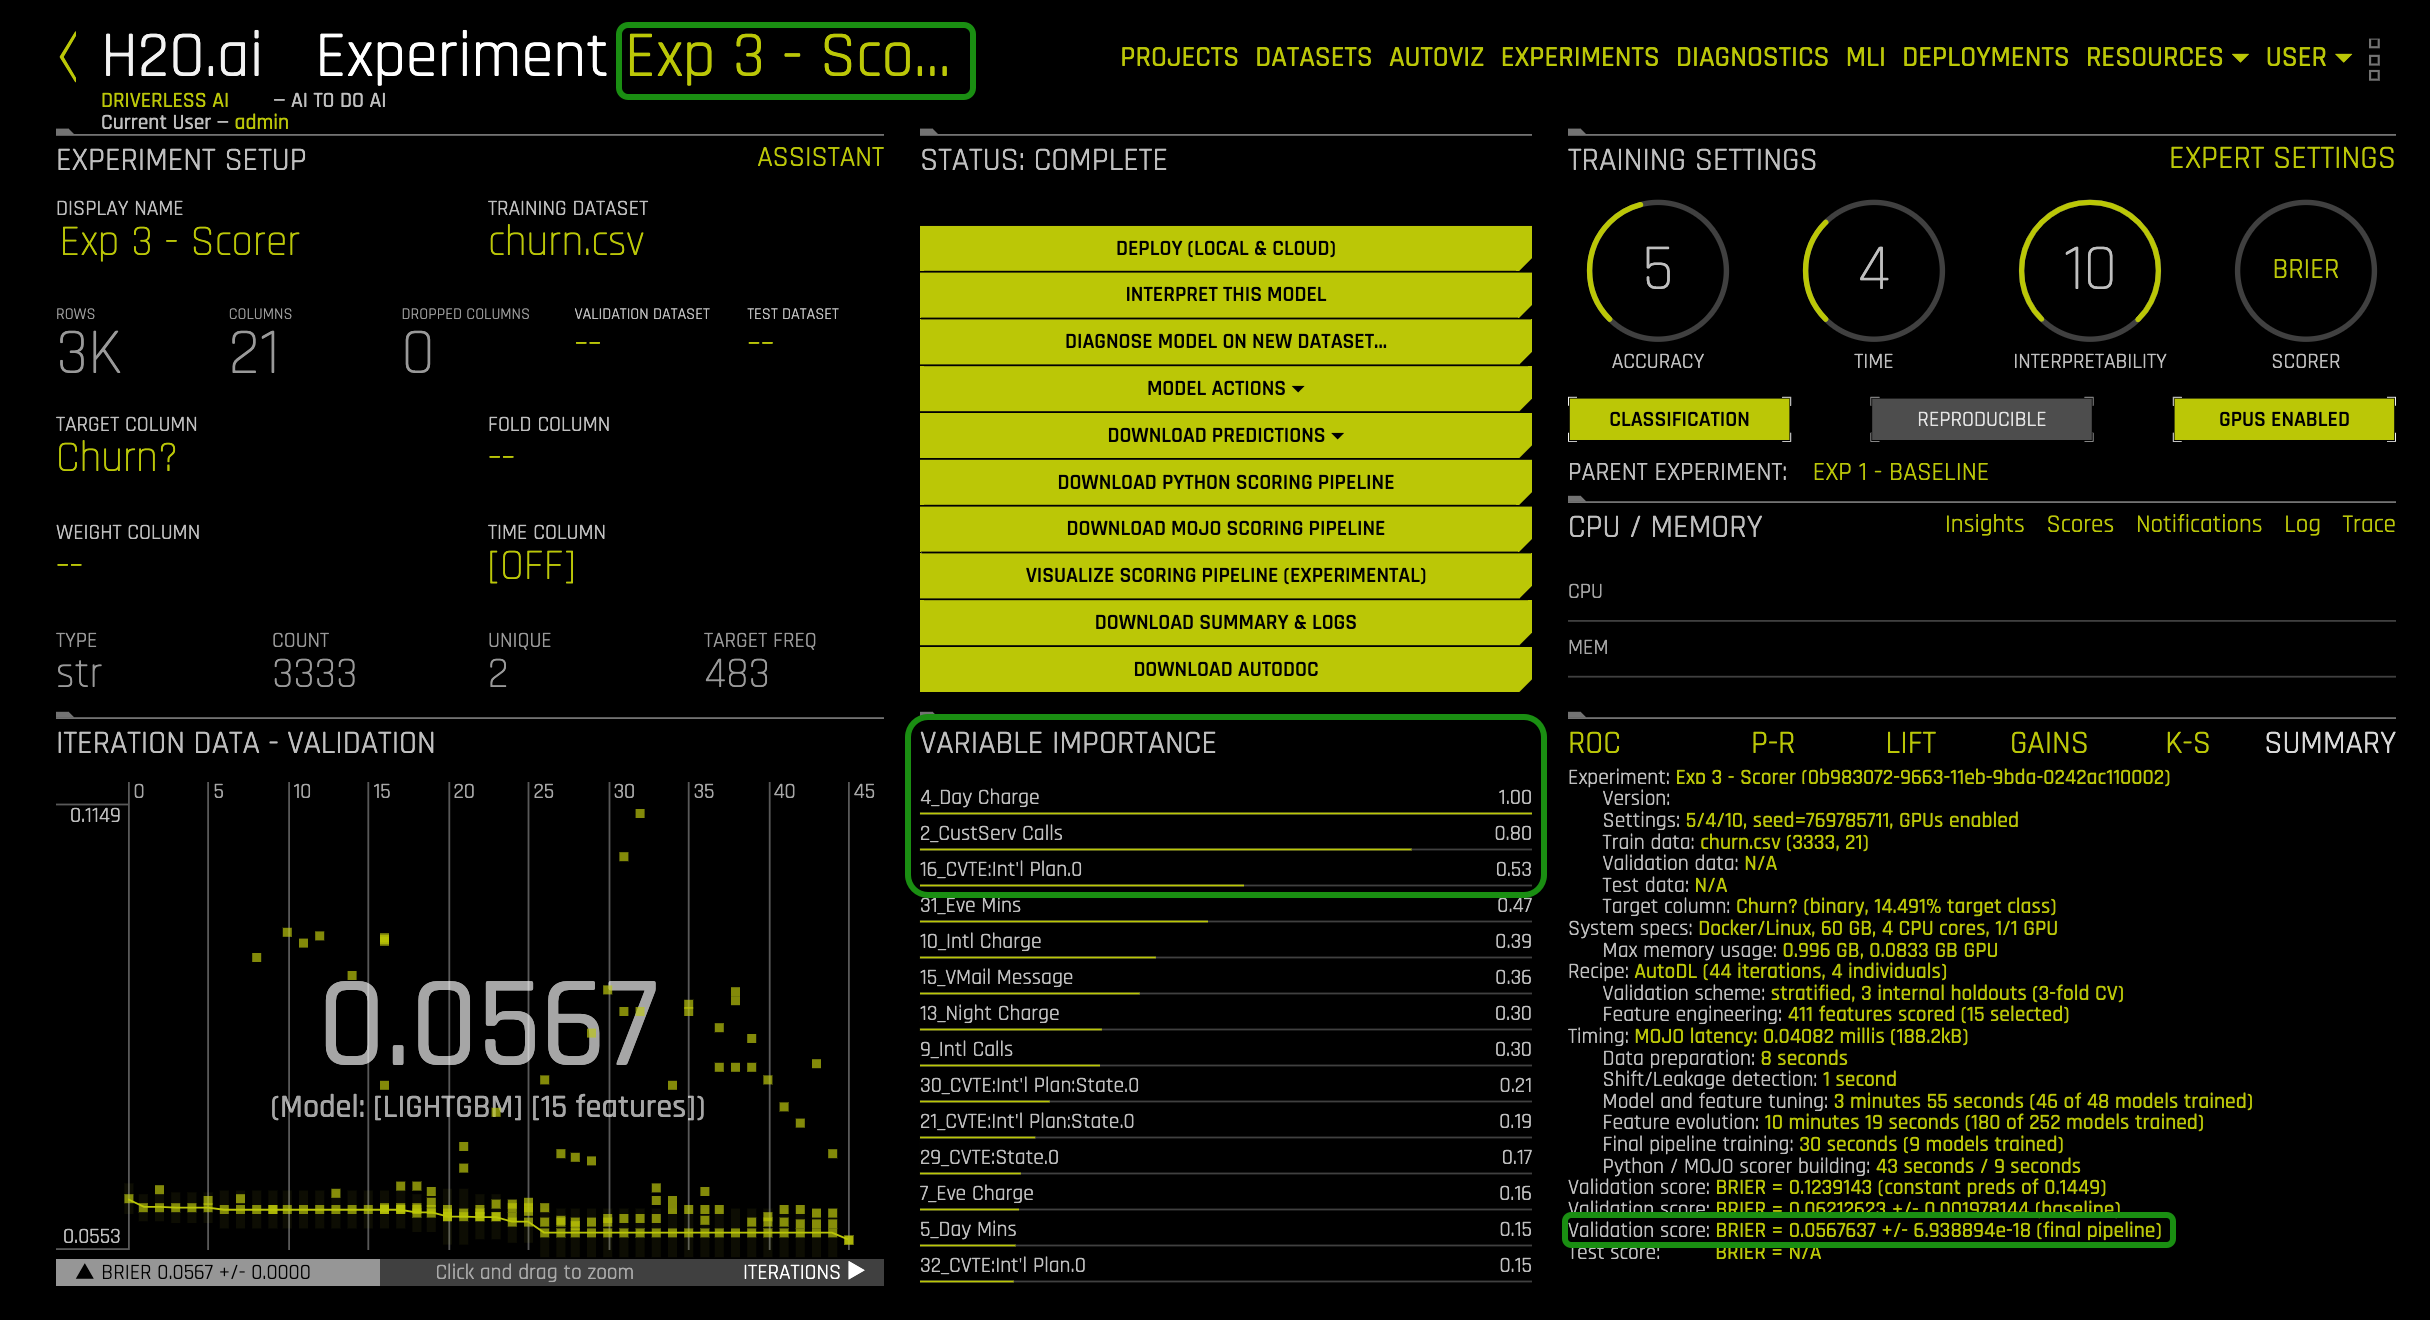 H2O.ai Experiment Exp 3 - Sco...
PROJECTS DATASETS AUTOVIZ EXPERIMENTS DIAGNOSTICS MLI DEPLOYMENTS RESOURCES USER
DRIVERLESS AI – AI TO DO AI
Current User – admin
EXPERIMENT SETUP ASSISTANT
DISPLAY NAME TRAINING DATASET
Exp 3 - Scorer churn.csv
ROWS COLUMNS DROPPED COLUMNS VALIDATION DATASET TEST DATASET
3K 21 0 -- --
TARGET COLUMN FOLD COLUMN
Churn? --
WEIGHT COLUMN TIME COLUMN
-- [OFF]
TYPE COUNT UNIQUE TARGET FREQ
str 3333 2 483
STATUS: COMPLETE
DEPLOY (LOCAL & CLOUD)
INTERPRET THIS MODEL
DIAGNOSE MODEL ON NEW DATASET...
MODEL ACTIONS
DOWNLOAD PREDICTIONS
DOWNLOAD PYTHON SCORING PIPELINE
DOWNLOAD MOJO SCORING PIPELINE
VISUALIZE SCORING PIPELINE (EXPERIMENTAL)
DOWNLOAD SUMMARY & LOGS
DOWNLOAD AUTODOC
TRAINING SETTINGS EXPERT SETTINGS
5 4 10 BRIER
ACCURACY TIME INTERPRETABILITY SCORER
CLASSIFICATION REPRODUCIBLE GPUS ENABLED
PARENT EXPERIMENT: EXP 1 - BASELINE
CPU / MEMORY Insights Scores Notifications Log Trace
CPU
MEM
ITERATION DATA - VALIDATION
0 5 10 15 20 25 30 35 40 45
0.1149
0.0567
(Model: [LIGHTGBM] [15 features])
0.0553
BRIER 0.0567 +/- 0.0000 Click and drag to zoom ITERATIONS
VARIABLE IMPORTANCE
4_Day Charge 1.00
2_CustServ Calls 0.80
16_CVTE:Int'l Plan.0 0.53
31_Eve Mins 0.47
10_Intl Charge 0.39
15_VMail Message 0.36
13_Night Charge 0.30
9_Intl Calls 0.30
30_CVTE:Int'l Plan:State.0 0.21
21_CVTE:Int'l Plan:State.0 0.19
29_CVTE:State.0 0.17
7_Eve Charge 0.16
5_Day Mins 0.15
32_CVTE:Int'l Plan.0 0.15
ROC P-R LIFT GAINS K-S SUMMARY
Experiment: Exp 3 - Scorer (0b983072-9663-11eb-9bda-0242ac110002)
Version:
Settings: 5/4/10, seed=769785711, GPUs enabled
Train data: churn.csv (3333, 21)
Validation data: N/A
Test data: N/A
Target column: Churn? (binary, 14.491% target class)
System specs: Docker/Linux, 60 GB, 4 CPU cores, 1/1 GPU
Max memory usage: 0.996 GB, 0.0833 GB GPU
Recipe: AutoDL (44 iterations, 4 individuals)
Validation scheme: stratified, 3 internal holdouts (3-fold CV)
Feature engineering: 411 features scored (15 selected)
Timing: MOJO latency: 0.04082 millis (188.2kB)
Data preparation: 8 seconds
Shift/Leakage detection: 1 second
Model and feature tuning: 3 minutes 55 seconds (46 of 48 models trained)
Feature evolution: 10 minutes 19 seconds (180 of 252 models trained)
Final pipeline training: 30 seconds (9 models trained)
Python / MOJO scorer building: 43 seconds / 9 seconds
Validation score: BRIER = 0.1239143 (constant preds of 0.1449)
Validation score: BRIER = 0.06212623 +/- 0.001978144 (baseline)
Validation score: BRIER = 0.0567637 +/- 6.938894e-18 (final pipeline)
Test score: BRIER = N/A